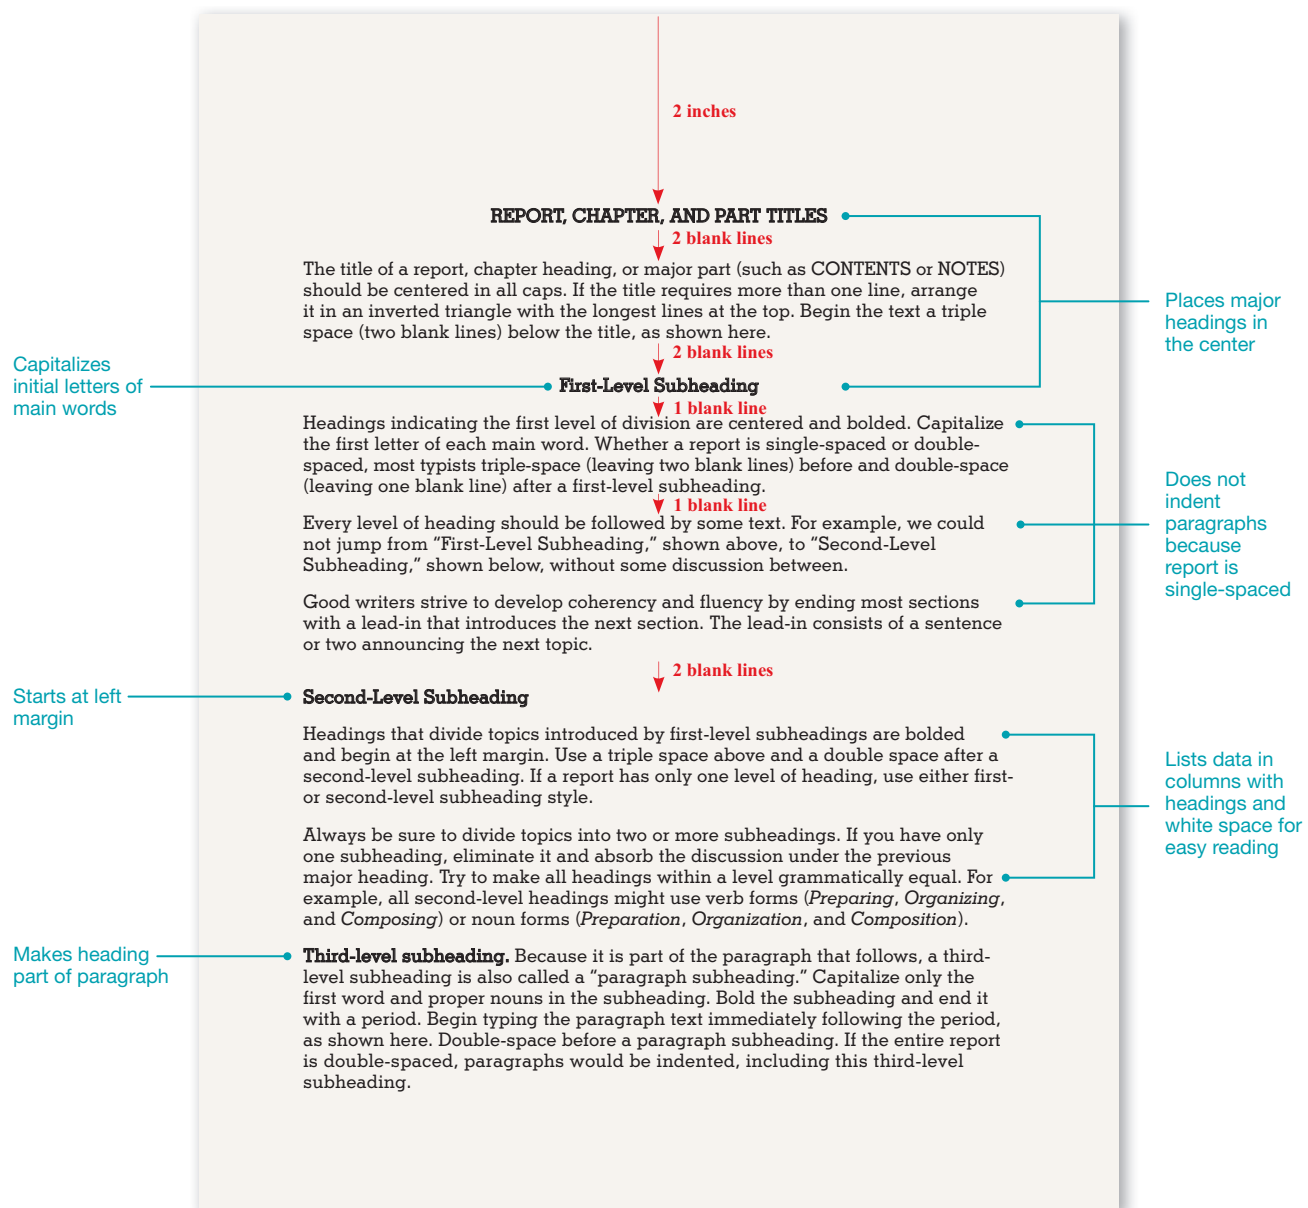 2 inches
REPORT, CHAPTER, AND PART TITLES
2 blank lines
The title of a report, chapter heading, or major part (such as CONTENTS or NOTES)
should be centered in all caps. If the title requires more than one line, arrange
it in an inverted triangle with the longest lines at the top. Begin the text a triple
space (two blank lines) below the title, as shown here.
Places major
headings in
the center
2 blank lines
Capitalizes
initial letters of
main words
First-Level Subheading
1 blank line
Headings indicating the first level of division are centered and bolded. Capitalize
the first letter of each main word. Whether a report is single-spaced or double-
spaced, most typists triple-space (leaving two blank lines) before and double-space
(leaving one blank line) after a first-level subheading.
1 blank line
Every level of heading should be followed by some text. For example, we could
not jump from "First-Level Subheading," shown above, to "Second-Level
Subheading," shown below, without some discussion between.
Does not
indent
paragraphs
because
report is
single-spaced
Good writers strive to develop coherency and fluency by ending most sections
with a lead-in that introduces the next section. The lead-in consists of a sentence
or two announcing the next topic.
2 blank lines
Starts at left
margin
Second-Level Subheading
Headings that divide topics introduced by first-level subheadings are bolded
and begin at the left margin. Use a triple space above and a double space after a
second-level subheading. If a report has only one level of heading, use either first-
or second-level subheading style.
Lists data in
columns with
headings and
white space for
easy reading
Always be sure to divide topics into two or more subheadings. If you have only
one subheading, eliminate it and absorb the discussion under the previous
major heading. Try to make all headings within a level grammatically equal. For
example, all second-level headings might use verb forms (Preparing, Organizing,
and Composing) or noun forms (Preparation, Organization, and Composition).
Makes heading
part of paragraph
Third-level subheading. Because it is part of the paragraph that follows, a third-
level subheading is also called a "paragraph subheading." Capitalize only the
first word and proper nouns in the subheading. Bold the subheading and end it
with a period. Begin typing the paragraph text immediately following the period,
as shown here. Double-space before a paragraph subheading. If the entire report
is double-spaced, paragraphs would be indented, including this third-level
subheading.